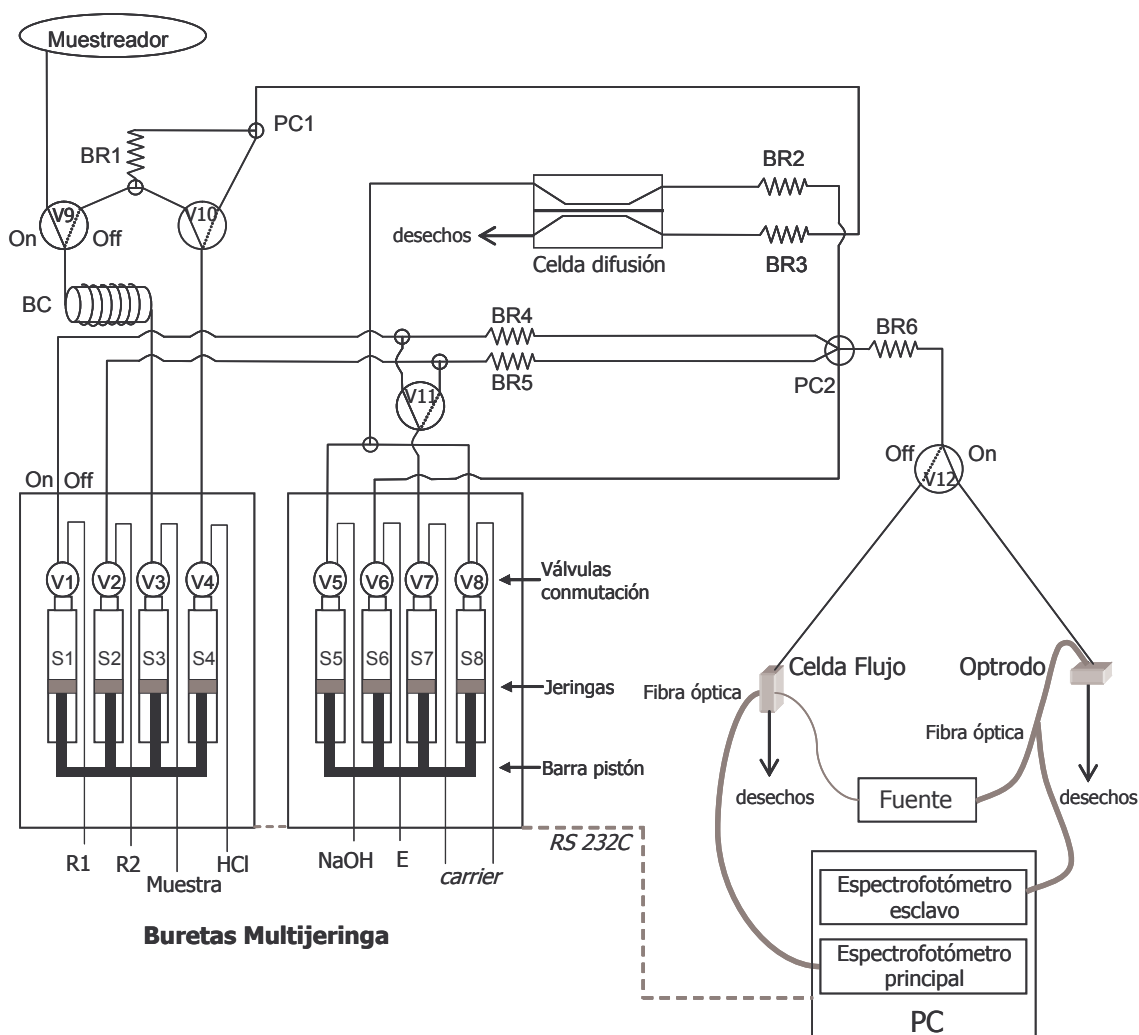 Muestreador
PC1
BR1
BR2
V9
V10
On
Off
desechos
Celda difusión
BR3
BC
BR4
BR6
BR5
PC2
V11
Off
On
V12
On Off
V1
V2
V3
V4
V5
V6
V7
V8
Válvulas
conmutación
S1
S2
S3
S4
S5
S6
S7
S8
Celda Flujo
Optrodo
Jeringas
Fibra óptica
Fibra óptica
Barra pistón
desechos
Fuente
desechos
R1
R2
Muestra
HCl
NaOH
E
carrier
RS 232C
Buretas Multijeringa
Espectrofotómetro
esclavo
Espectrofotómetro
principal
PC